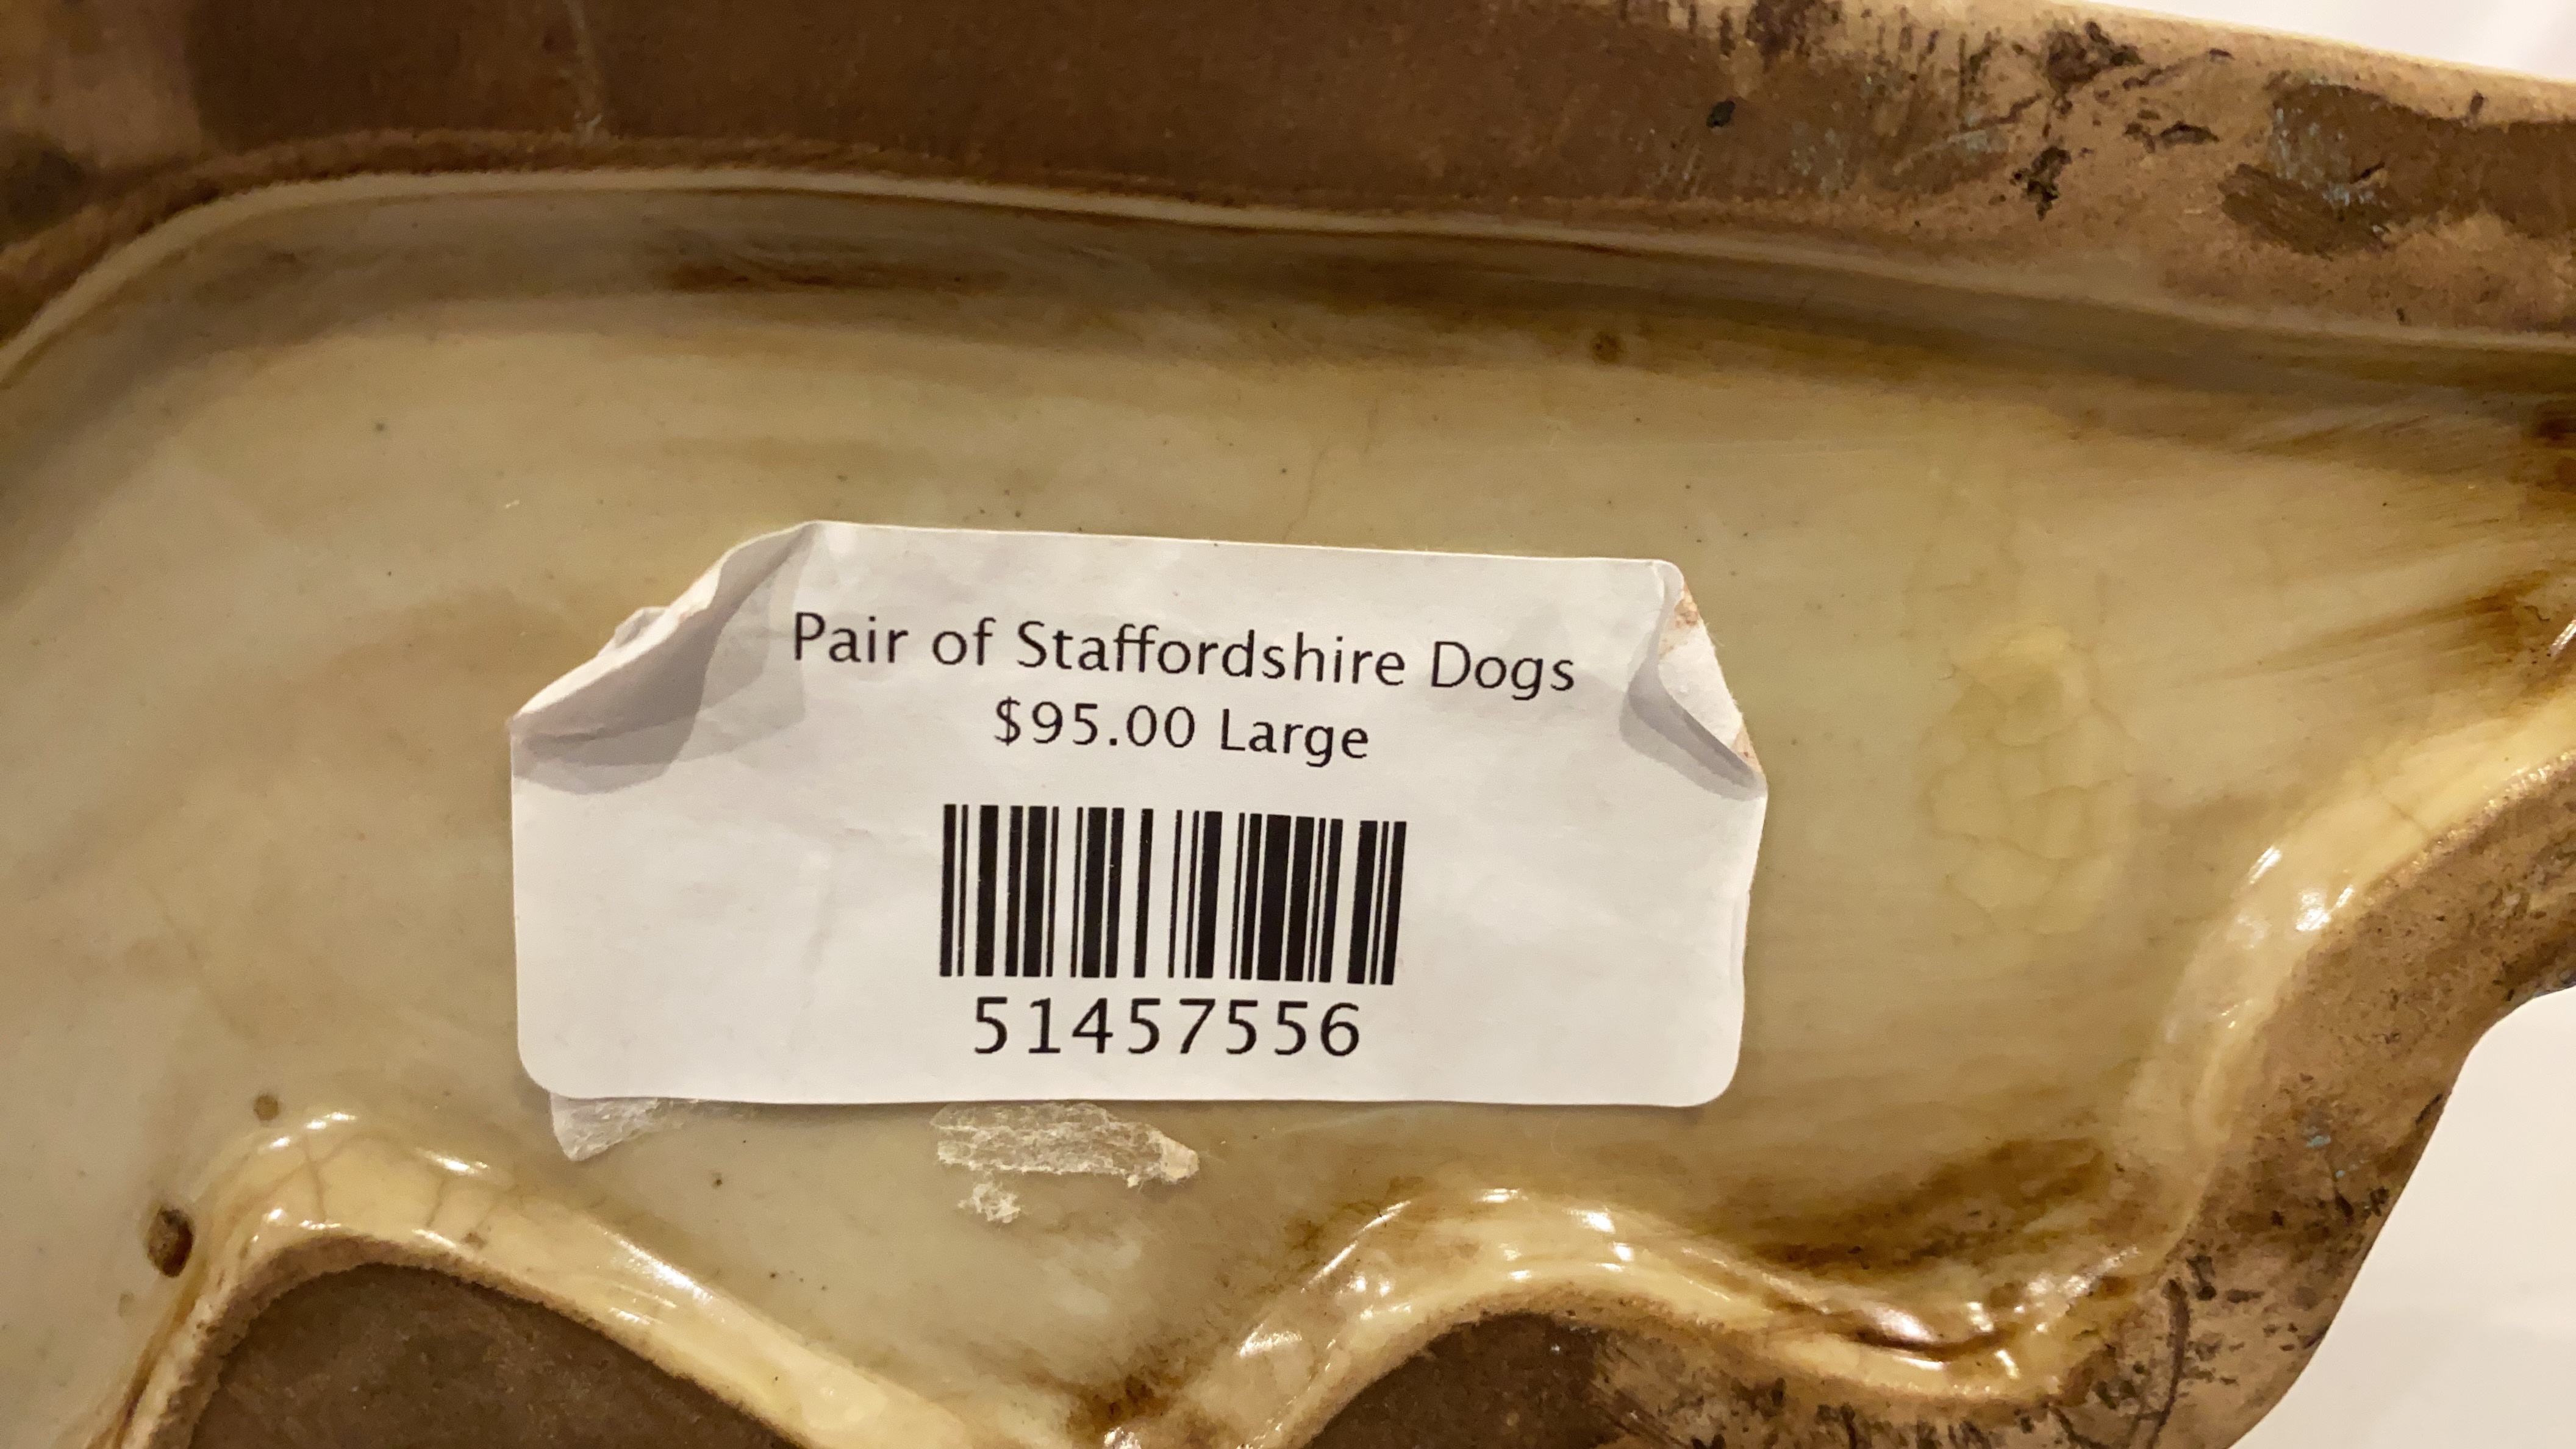 Pair of Staffordshire Dogs
$95.00 Large
51457556